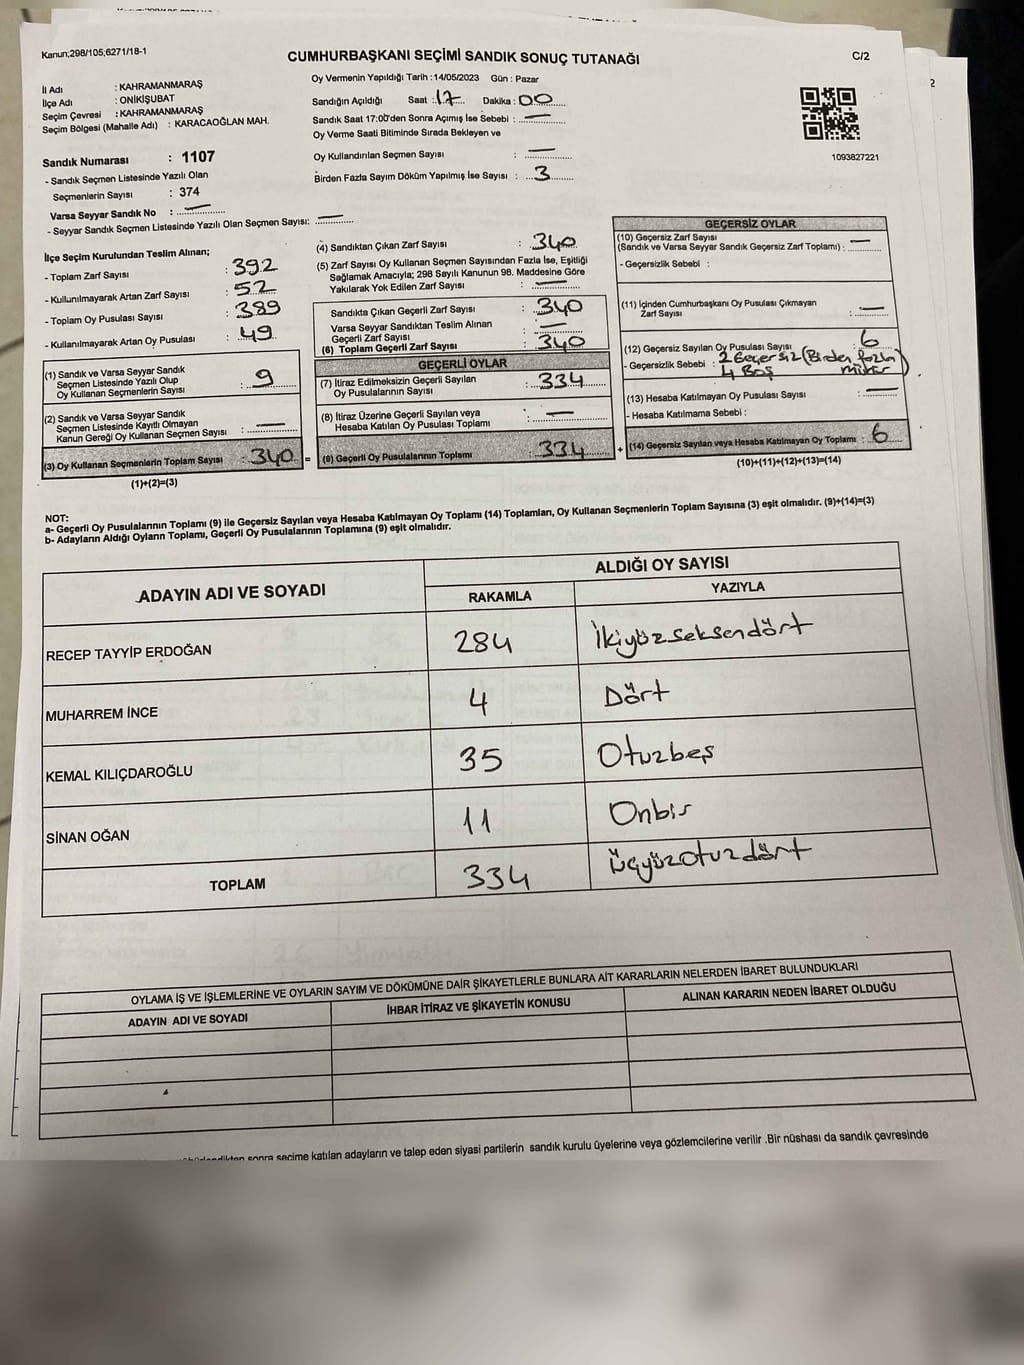 Kanun;298/105,6271/18-1
CUMHURBAŞKANI SEÇİMİ SANDIK SONUÇ TUTANAĞI
C/2
İl Adı : KAHRAMANMARAŞ
İlçe Adı : ONİKİŞUBAT
Seçim Çevresi : KAHRAMANMARAŞ
Seçim Bölgesi (Mahalle Adı) : KARACAOĞLAN MAH.
Sandık Numarası : 1107
- Sandık Seçmen Listesinde Yazılı Olan
Seçmenlerin Sayısı : 374
Varsa Seyyar Sandık No : —
- Seyyar Sandık Seçmen Listesinde Yazılı Olan Seçmen Sayısı: —
Oy Vermenin Yapıldığı Tarih : 14/05/2023 Gün : Pazar
Sandığın Açıldığı Saat : 17 Dakika : 00
Sandık Saat 17:00'den Sonra Açımış İse Sebebi : —
Oy Verme Saati Bitiminde Sırada Bekleyen ve
Oy Kullandırılan Seçmen Sayısı : —
Birden Fazla Sayım Döküm Yapılmış İse Sayısı : 3
1093827221
İlçe Seçim Kurulundan Teslim Alınan;
- Toplam Zarf Sayısı : 392
- Kullunılmayarak Artan Zarf Sayısı : 52
- Toplam Oy Pusulası Sayısı : 389
- Kullanılmayarak Artan Oy Pusulası : 49
(1) Sandık ve Varsa Seyyar Sandık
Seçmen Listesinde Yazılı Olup
Oy Kullanan Seçmenlerin Sayısı : 9
(2) Sandık ve Varsa Seyyar Sandık
Seçmen Listesinde Kayıtlı Olmayan
Kanun Gereği Oy Kullanan Seçmen Sayısı : —
(3) Oy Kullanan Seçmenlerin Toplam Sayısı : 340 =
(1)+(2)=(3)
(4) Sandıktan Çıkan Zarf Sayısı : 340
(5) Zarf Sayısı Oy Kullanan Seçmen Sayısından Fazla İse, Eşitliği
Sağlamak Amacıyla; 298 Sayılı Kanunun 98. Maddesine Göre
Yakılarak Yok Edilen Zarf Sayısı : —
Sandıkta Çıkan Geçerli Zarf Sayısı : 340
Varsa Seyyar Sandıktan Teslim Alınan
Geçerli Zarf Sayısı : —
(6) Toplam Geçerli Zarf Sayısı : 340
GEÇERLİ OYLAR
(7) İtiraz Edilmeksizin Geçerli Sayılan
Oy Pusulalarının Sayısı : 334
(8) İtiraz Üzerine Geçerli Sayılan veya
Hesaba Katılan Oy Pusulası Toplamı : —
(9) Geçerli Oy Pusulalarının Toplamı : 334 +
GEÇERSİZ OYLAR
(10) Geçersiz Zarf Sayısı
(Sandık ve Varsa Seyyar Sandık Geçersiz Zarf Toplamı) : —
- Geçersizlik Sebebi :
(11) İçinden Cumhurbaşkanı Oy Pusulası Çıkmayan
Zarf Sayısı : —
(12) Geçersiz Sayılan Oy Pusulası Sayısı : 6
- Geçersizlik Sebebi : 2 Geçersiz (Birden fazla
4 Boş mühür)
(13) Hesaba Katılmayan Oy Pusulası Sayısı : —
- Hesaba Katılmama Sebebi :
(14) Geçersiz Sayılan veya Hesaba Katılmayan Oy Toplamı : 6
(10)+(11)+(12)+(13)=(14)
NOT:
a- Geçerli Oy Pusulalarının Toplamı (9) ile Geçersiz Sayılan veya Hesaba Katılmayan Oy Toplamı (14) Toplamları, Oy Kullanan Seçmenlerin Toplam Sayısına (3) eşit olmalıdır. (9)+(14)=(3)
b- Adayların Aldığı Oyların Toplamı, Geçerli Oy Pusulalarının Toplamına (9) eşit olmalıdır.
ADAYIN ADI VE SOYADI
ALDIĞI OY SAYISI
RAKAMLA YAZIYLA
RECEP TAYYİP ERDOĞAN 284 İkiyüzseksendört
MUHARREM İNCE 4 Dört
KEMAL KILIÇDAROĞLU 35 Otuzbeş
SİNAN OĞAN 11 Onbir
TOPLAM 334 üçyüzotuzdört
OYLAMA İŞ VE İŞLEMLERİNE VE OYLARIN SAYIM VE DÖKÜMÜNE DAİR ŞİKAYETLERLE BUNLARA AİT KARARLARIN NELERDEN İBARET BULUNDUKLARI
ADAYIN ADI VE SOYADI İHBAR İTİRAZ VE ŞİKAYETİN KONUSU ALINAN KARARIN NEDEN İBARET OLDUĞU
sonra seçime katılan adayların ve talep eden siyasi partilerin sandık kurulu üyelerine veya gözlemcilerine verilir .Bir nüshası da sandık çevresinde